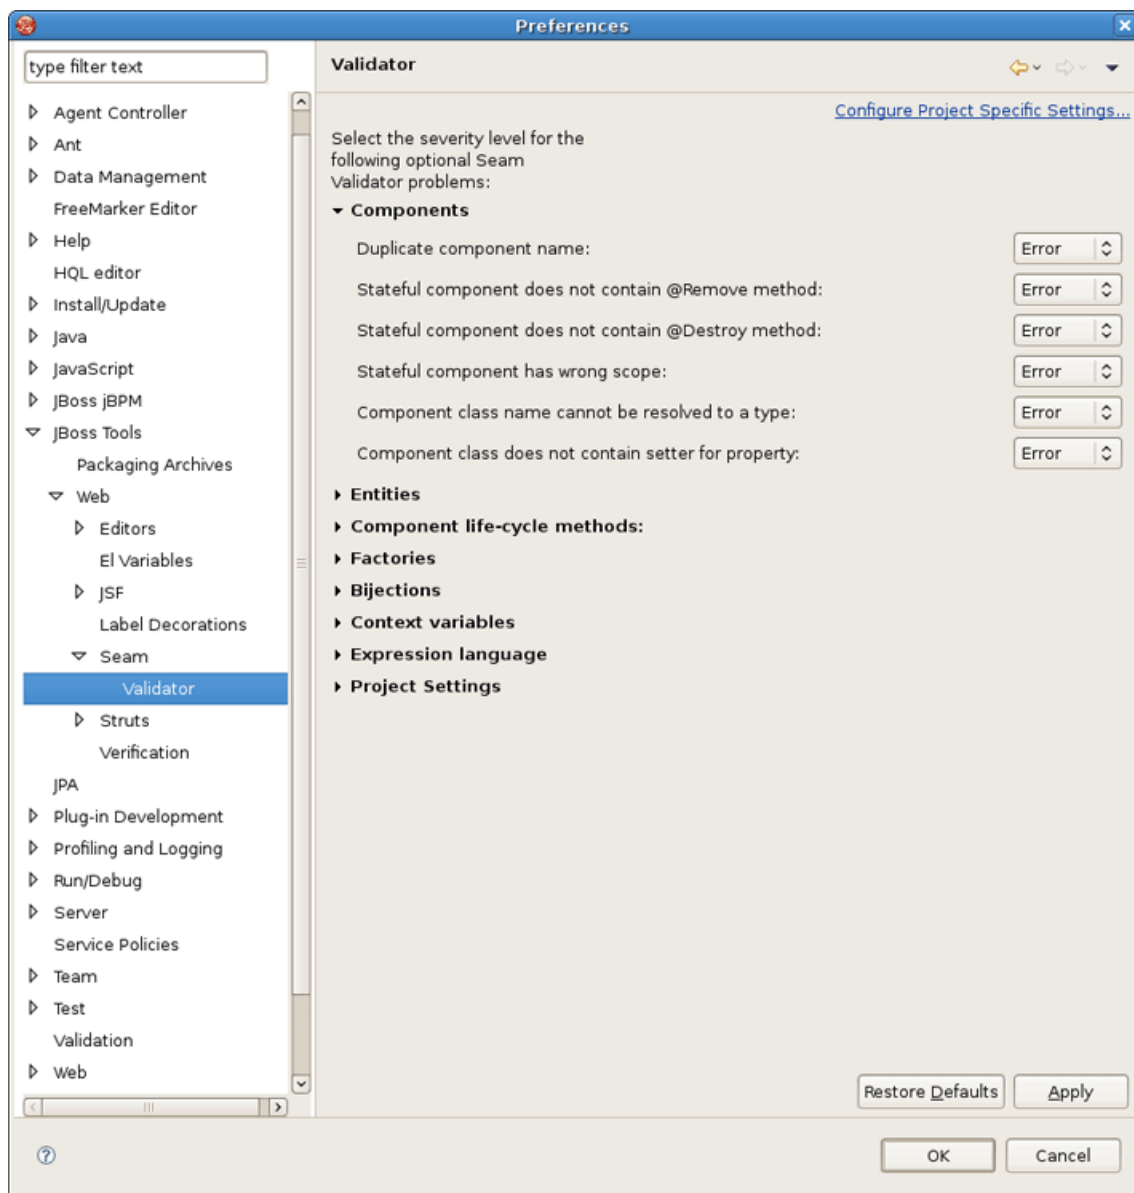 Preferences
type filter text
Agent Controller
Ant
Data Management
FreeMarker Editor
Help
HQL editor
Install/Update
Java
JavaScript
JBoss jBPM
JBoss Tools
Packaging Archives
Web
Editors
El Variables
JSF
Label Decorations
Seam
Validator
Struts
Verification
JPA
Plug-in Development
Profiling and Logging
Run/Debug
Server
Service Policies
Team
Test
Validation
Web
Validator
Configure Project Specific Settings...
Select the severity level for the
following optional Seam
Validator problems:
Components
Duplicate component name: Error
Stateful component does not contain @Remove method: Error
Stateful component does not contain @Destroy method: Error
Stateful component has wrong scope: Error
Component class name cannot be resolved to a type: Error
Component class does not contain setter for property: Error
Entities
Component life-cycle methods:
Factories
Bijections
Context variables
Expression language
Project Settings
Restore Defaults Apply
? OK Cancel